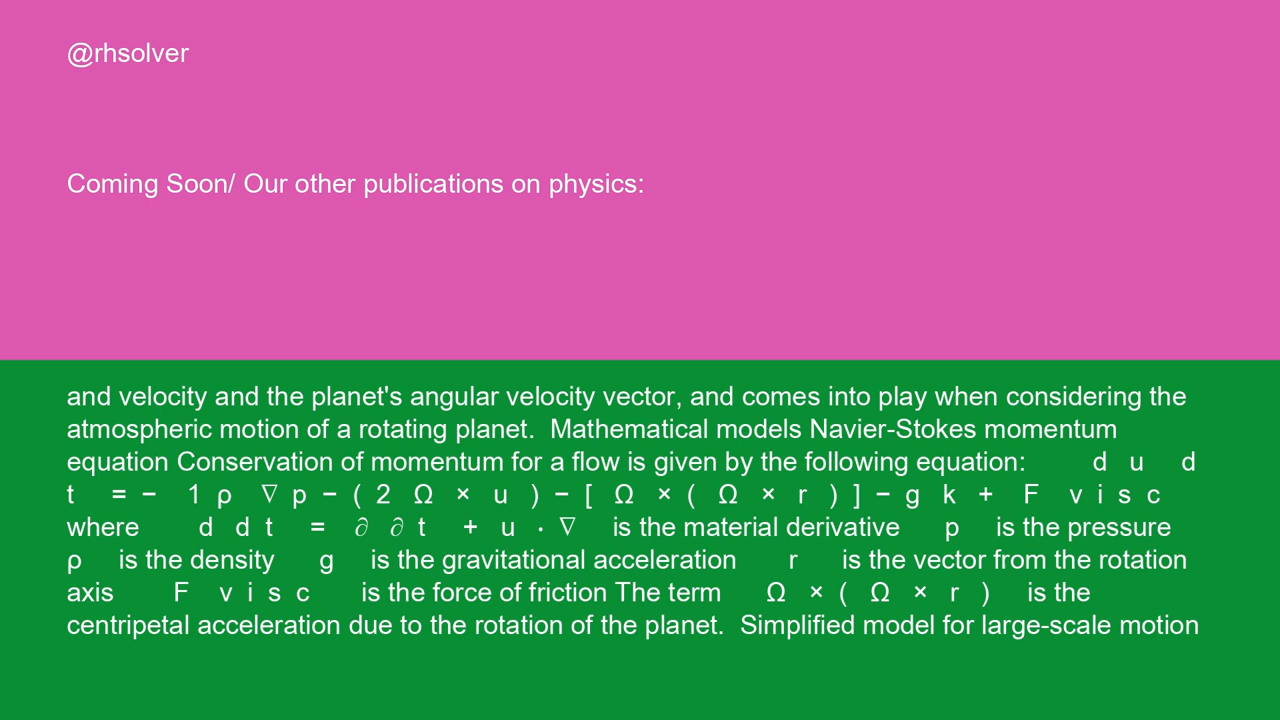 @rhsolver
Coming Soon/ Our other publications on physics:
and velocity and the planet's angular velocity vector, and comes into play when considering the
atmospheric motion of a rotating planet.  Mathematical models Navier-Stokes momentum
equation Conservation of momentum for a flow is given by the following equation:         d   u     d
t     = −    1 ρ    ∇ p − ( 2   Ω   ×   u   ) − [   Ω   × (   Ω   ×   r   ) ] − g   k   +    F    v i s c
where        d  d t     =    ∂   ∂ t     +   u   ⋅ ∇     is the material derivative      p     is the pressure
ρ     is the density      g     is the gravitational acceleration       r      is the vector from the rotation
axis        F    v i s c       is the force of friction The term      Ω   × (   Ω   ×   r   )     is the
centripetal acceleration due to the rotation of the planet.  Simplified model for large-scale motion